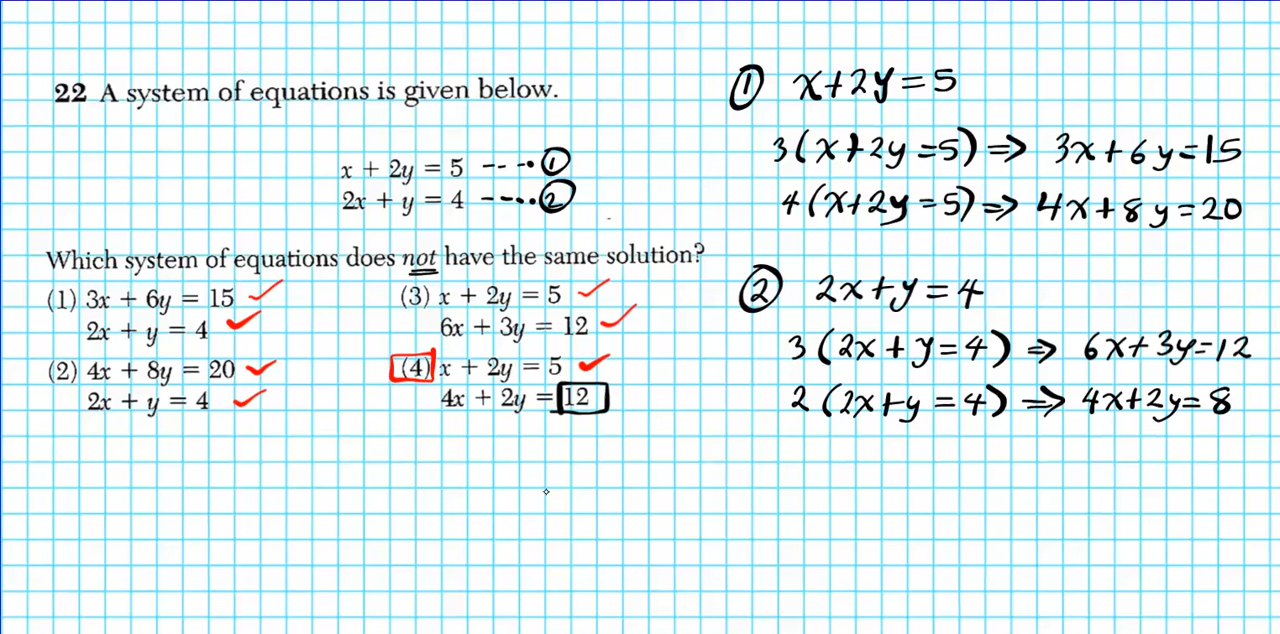 22 A system of equations is given below.
x + 2y = 5 ---.①
2x + y = 4 ----..②
Which system of equations does not have the same solution?
(1) 3x + 6y = 15
2x + y = 4
(2) 4x + 8y = 20
2x + y = 4
(3) x + 2y = 5
6x + 3y = 12
(4) x + 2y = 5
4x + 2y = 12
① x+2y=5
3(x+2y=5) ⇒ 3x+6y=15
4(x+2y=5) ⇒ 4x+8y=20
② 2x+y=4
3(2x+y=4) ⇒ 6x+3y=12
2(2x+y=4) ⇒ 4x+2y=8